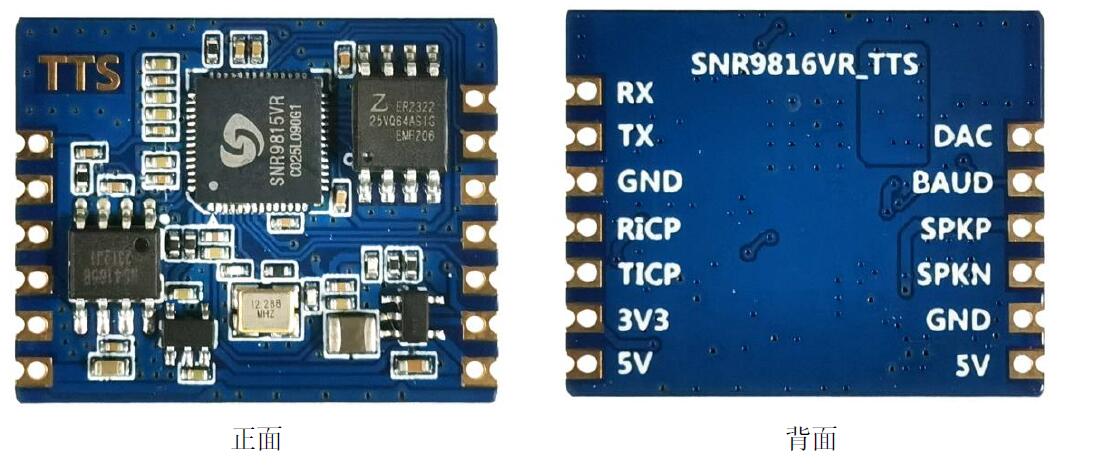 TTS
SNR9815VR
C025L090G1
Z ER2322
25VQ64ASIG
EMF206
12.288
MHZ
正面
SNR9816VR_TTS
RX
TX
GND
RiCP
TICP
3V3
5V
DAC
BAUD
SPKP
SPKN
GND
5V
背面